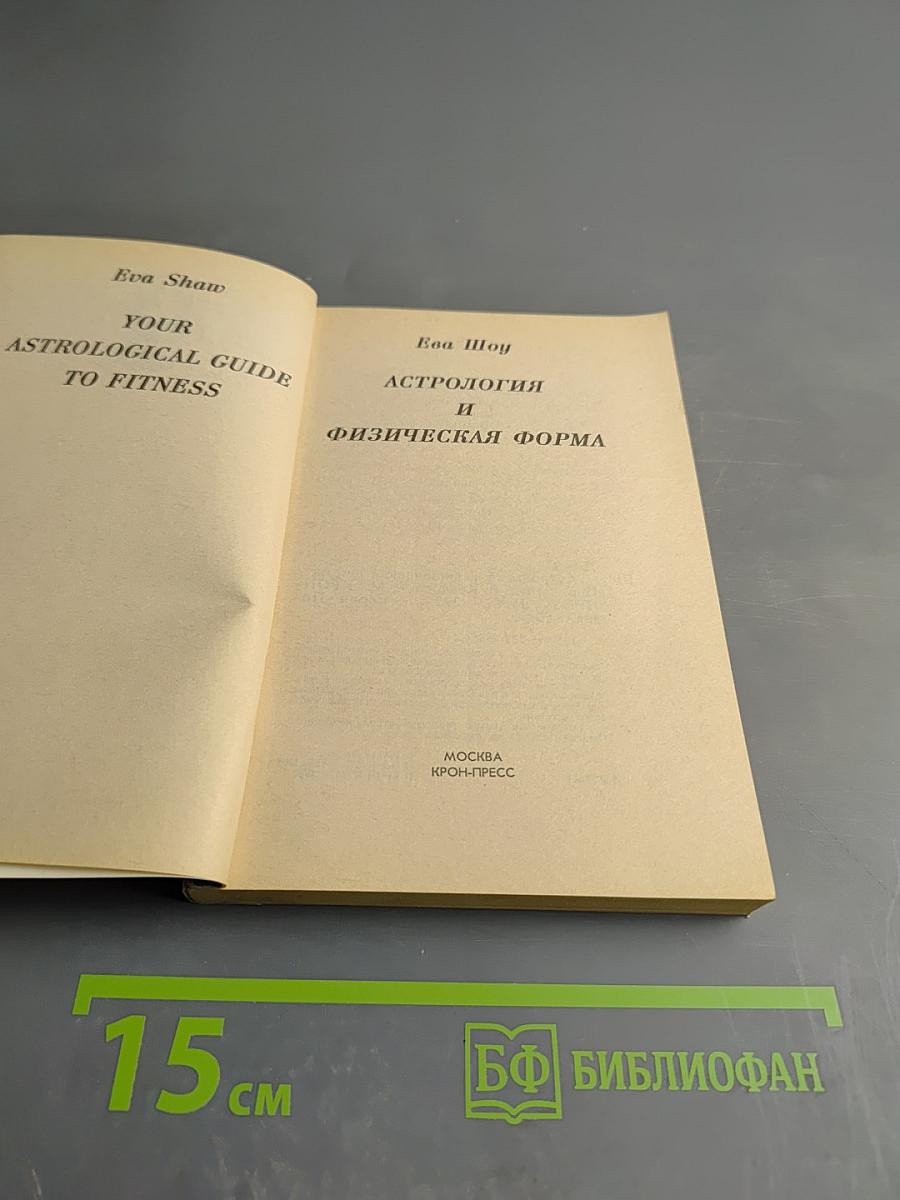 Eva Shaw
YOUR
ASTROLOGICAL GUIDE
TO FITNESS
Ева Шоу
АСТРОЛОГИЯ
И
ФИЗИЧЕСКАЯ ФОРМА
МОСКВА
КРОН-ПРЕСС
15 см
БФ БИБЛИОФАН